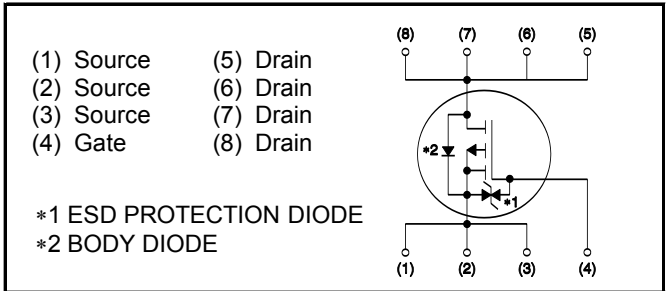 (1) Source (5) Drain
(2) Source (6) Drain
(3) Source (7) Drain
(4) Gate (8) Drain
∗1 ESD PROTECTION DIODE
∗2 BODY DIODE
(8) (7) (6) (5)
∗2
∗1
(1) (2) (3) (4)